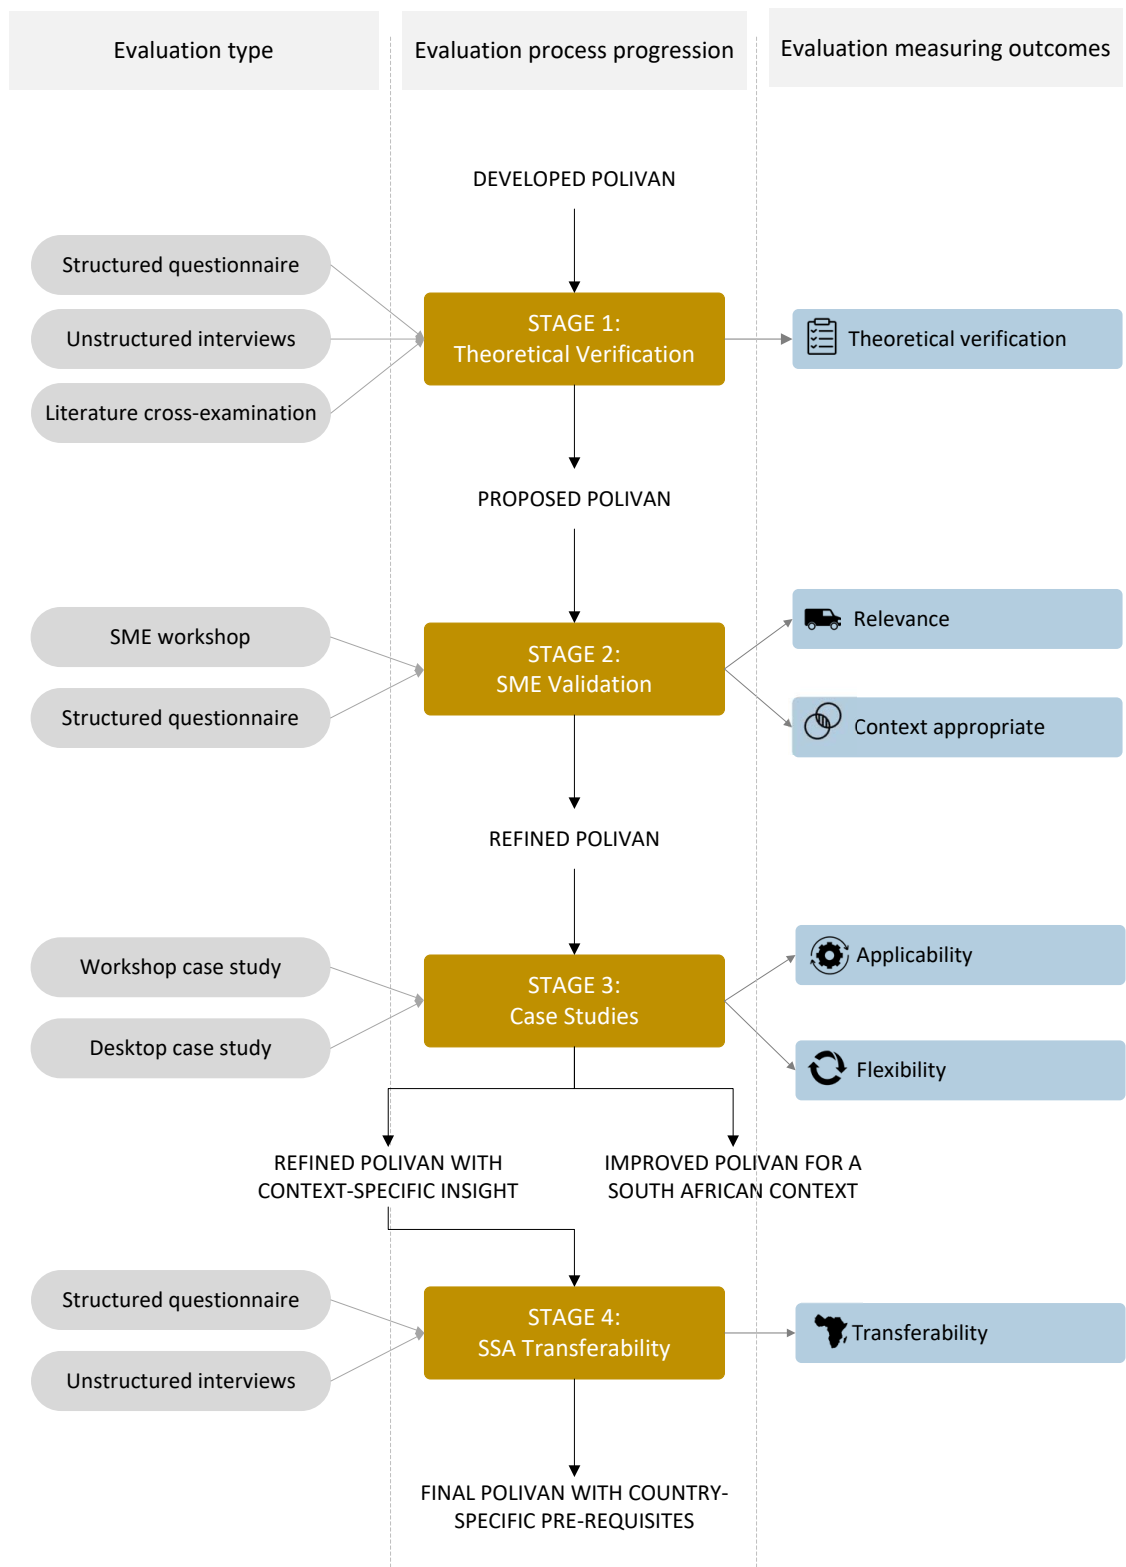 Evaluation type
Evaluation process progression
Evaluation measuring outcomes
DEVELOPED POLIVAN
Structured questionnaire
Unstructured interviews
Literature cross-examination
STAGE 1:
Theoretical Verification
Theoretical verification
PROPOSED POLIVAN
SME workshop
Structured questionnaire
STAGE 2:
SME Validation
Relevance
Context appropriate
REFINED POLIVAN
Workshop case study
Desktop case study
STAGE 3:
Case Studies
Applicability
Flexibility
REFINED POLIVAN WITH
CONTEXT-SPECIFIC INSIGHT
IMPROVED POLIVAN FOR A
SOUTH AFRICAN CONTEXT
Structured questionnaire
Unstructured interviews
STAGE 4:
SSA Transferability
Transferability
FINAL POLIVAN WITH COUNTRY-
SPECIFIC PRE-REQUISITES